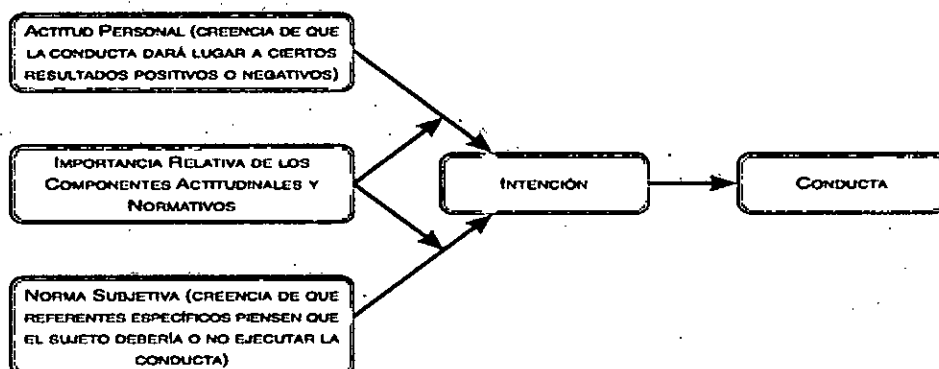 ACTITUD PERSONAL (CREENCIA DE QUE
LA CONDUCTA DARÁ LUGAR A CIERTOS
RESULTADOS POSITIVOS O NEGATIVOS)
IMPORTANCIA RELATIVA DE LOS
COMPONENTES ACTITUDINALES Y
NORMATIVOS
INTENCIÓN
CONDUCTA
NORMA SUBJETIVA (CREENCIA DE QUE
REFERENTES ESPECÍFICOS PIENSEN QUE
EL SUJETO DEBERÍA O NO EJECUTAR LA
CONDUCTA)